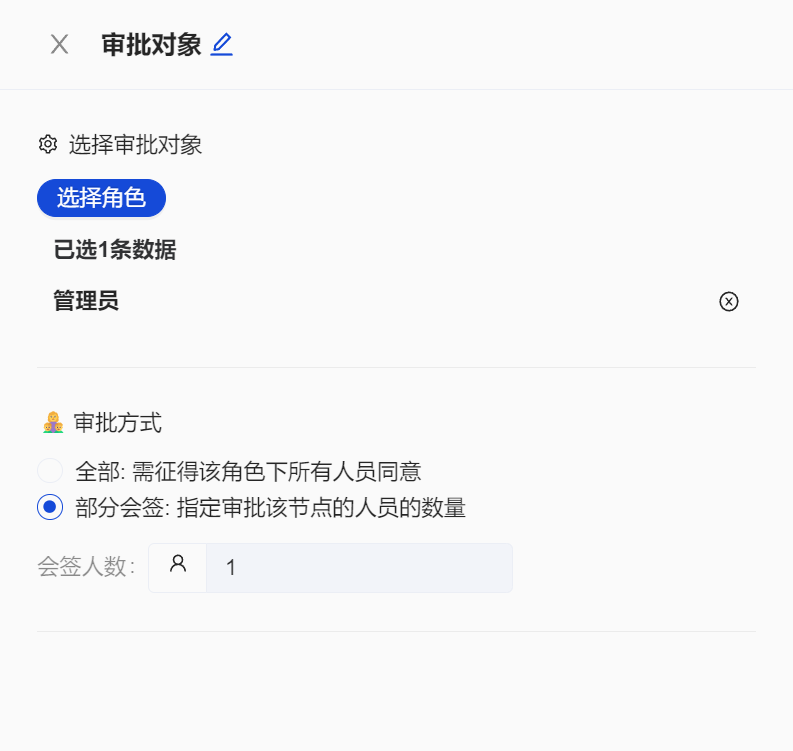 审批对象
选择审批对象
选择角色
已选1条数据
管理员
审批方式
全部: 需征得该角色下所有人员同意
部分会签: 指定审批该节点的人员的数量
会签人数: 1